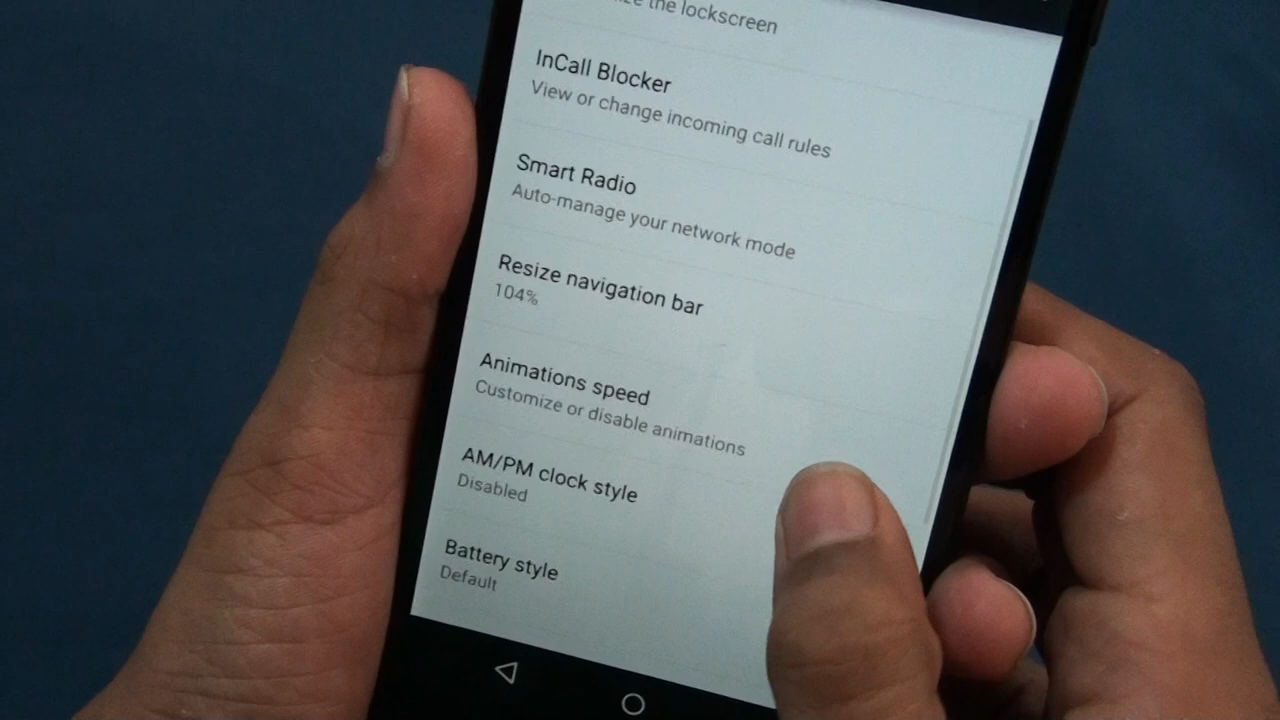 the lockscreen
InCall Blocker
View or change incoming call rules
Smart Radio
Auto-manage your network mode
Resize navigation bar
104%
Animations speed
Customize or disable animations
AM/PM clock style
Disabled
Battery style
Default